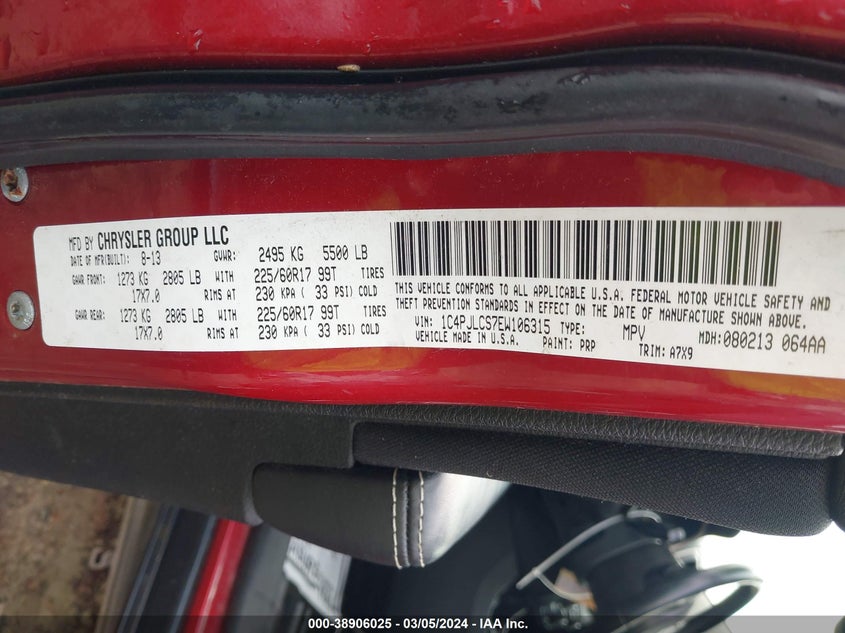 MFD BY CHRYSLER GROUP LLC
DATE OF MFR(BUILT): 8-13 GVWR: 2495 KG 5500 LB
GAWR FRONT: 1273 KG 2805 LB WITH 225/60R17 99T TIRES
17X7.0 RIMS AT 230 KPA ( 33 PSI) COLD
GAWR REAR: 1273 KG 2805 LB WITH 225/60R17 99T TIRES
17X7.0 RIMS AT 230 KPA ( 33 PSI) COLD
THIS VEHICLE CONFORMS TO ALL APPLICABLE U.S.A. FEDERAL MOTOR VEHICLE SAFETY AND
THEFT PREVENTION STANDARDS IN EFFECT ON THE DATE OF MANUFACTURE SHOWN ABOVE.
VIN: 1C4PJLCS7EW106315 TYPE: MPV MDH:080213 064AA
VEHICLE MADE IN U.S.A. PAINT: PRP TRIM: A7X9
000-38906025 - 03/05/2024 - IAA Inc.